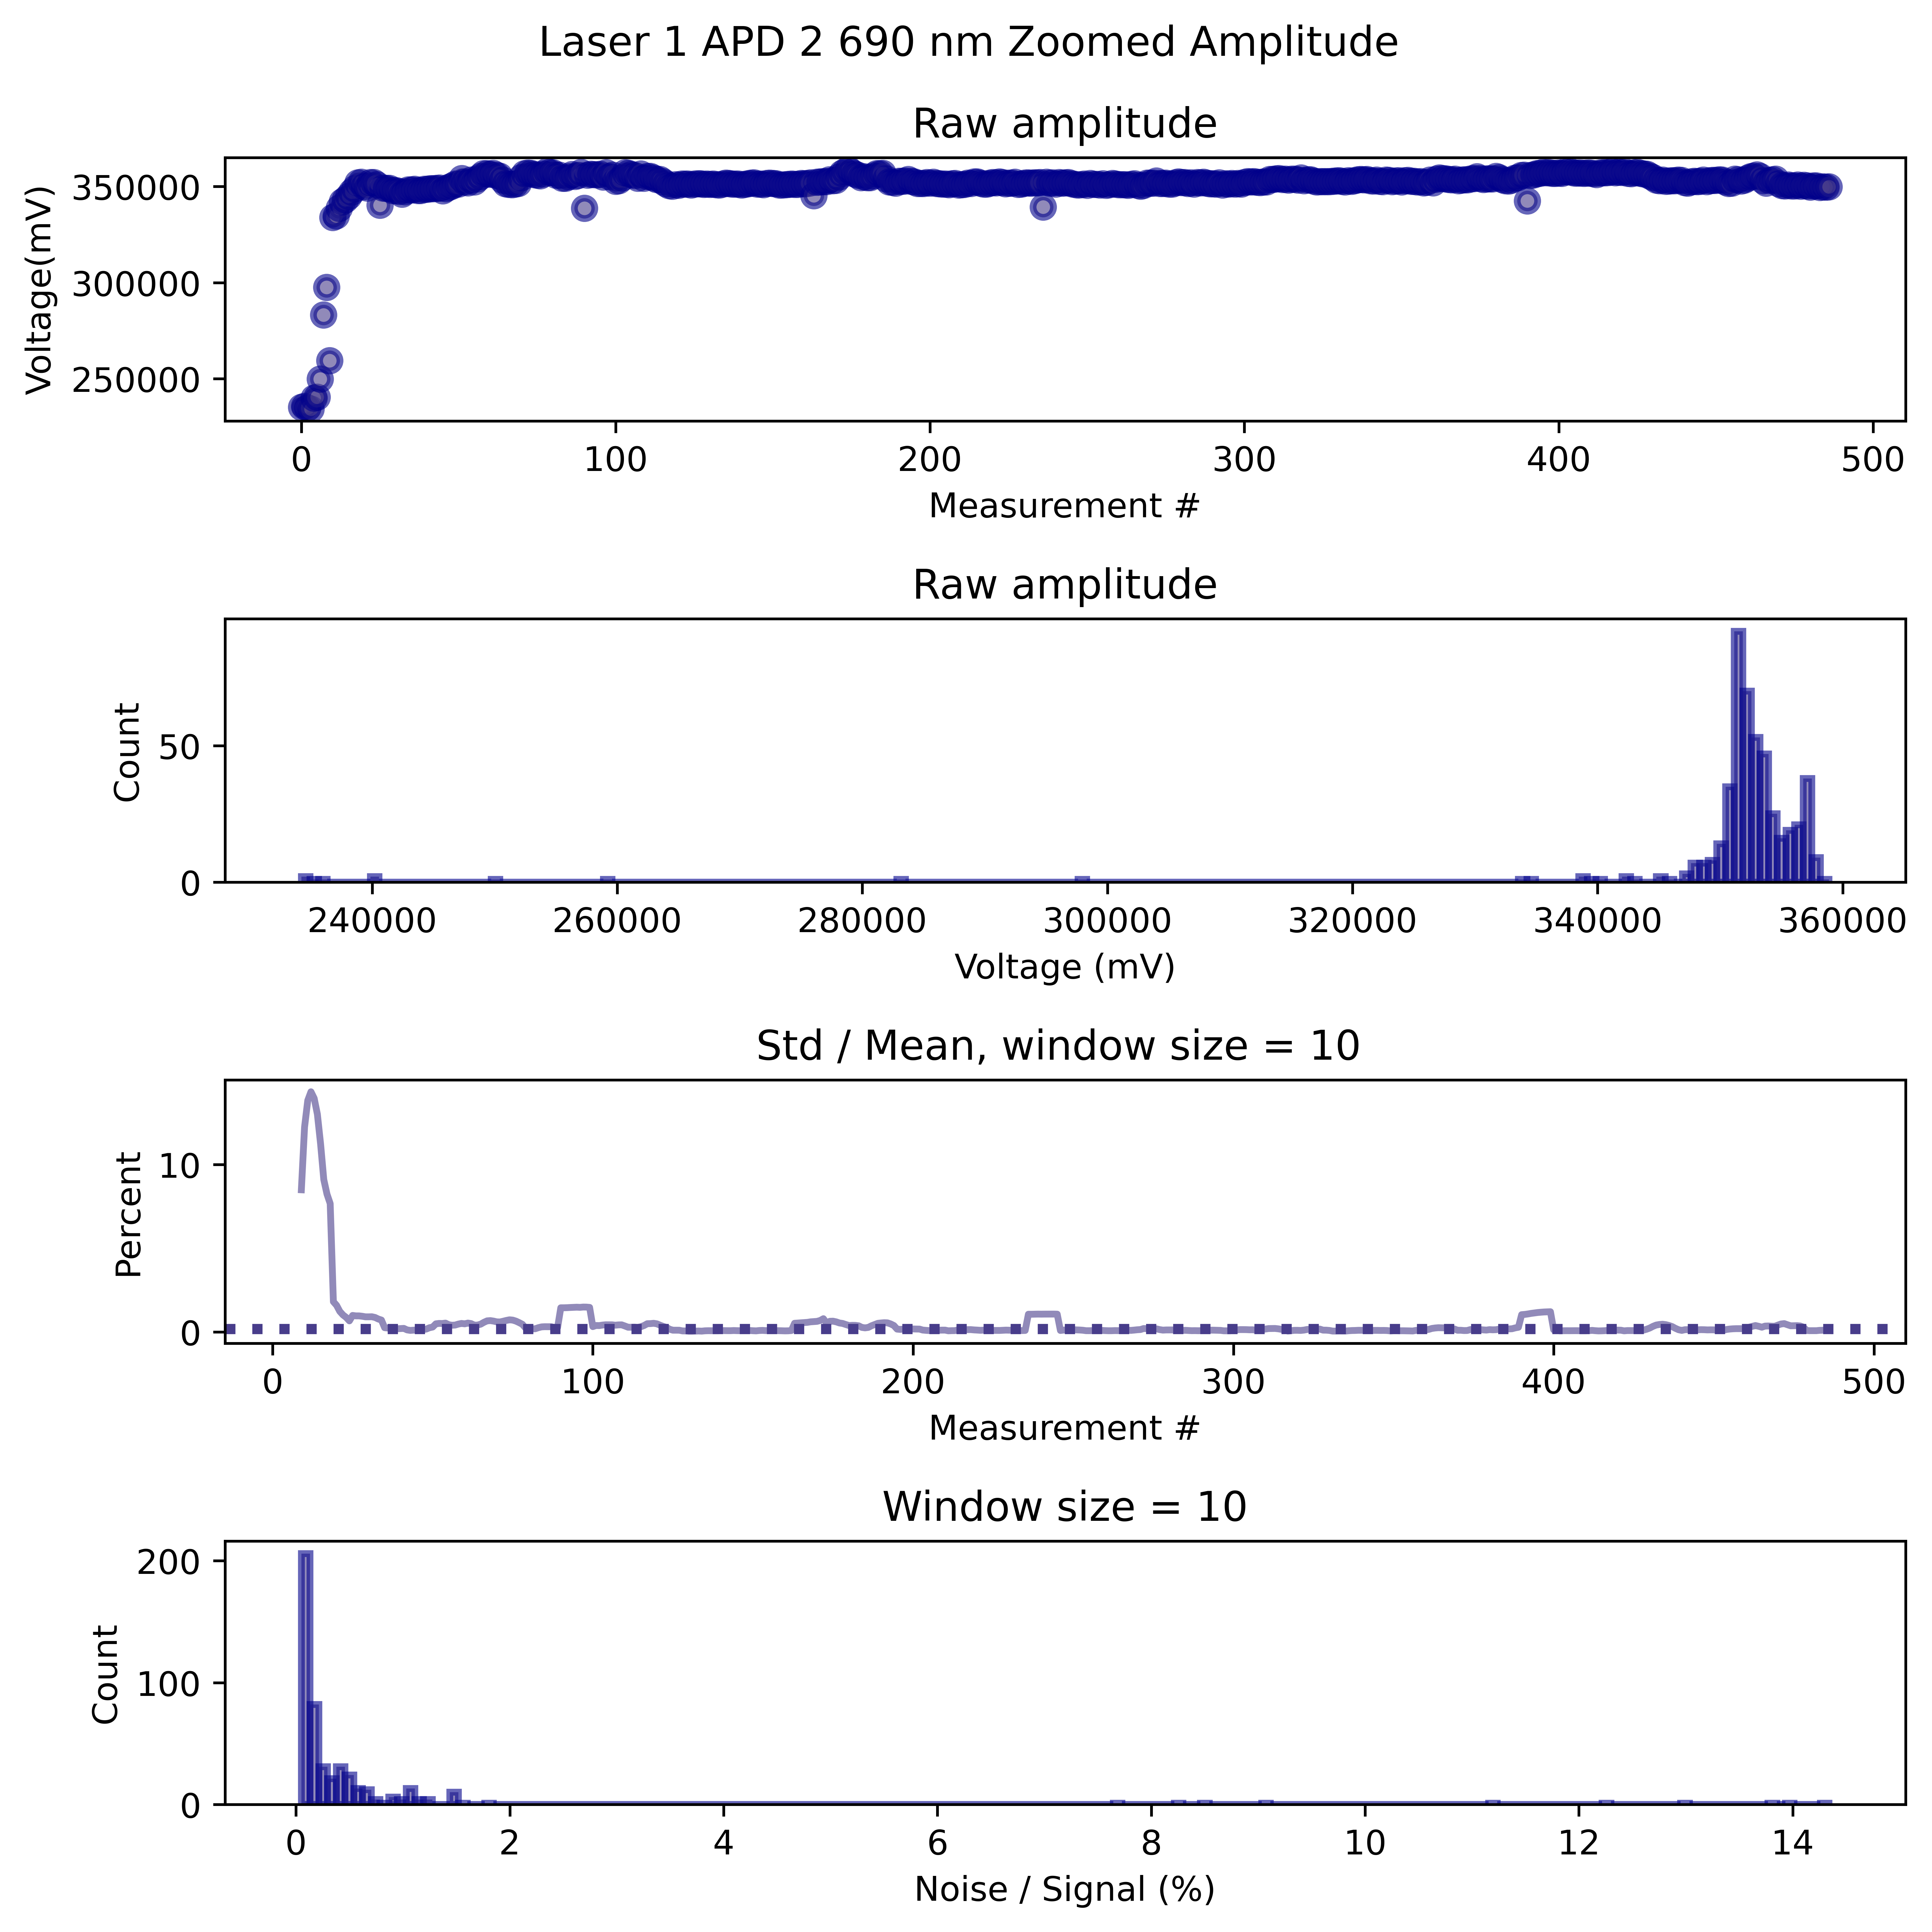 Laser 1 APD 2 690 nm Zoomed Amplitude
Raw amplitude
Voltage(mV)
350000
300000
250000
0 100 200 300 400 500
Measurement #
Raw amplitude
Count
50
0
240000 260000 280000 300000 320000 340000 360000
Voltage (mV)
Std / Mean, window size = 10
Percent
10
0
0 100 200 300 400 500
Measurement #
Window size = 10
Count
200
100
0
0 2 4 6 8 10 12 14
Noise / Signal (%)